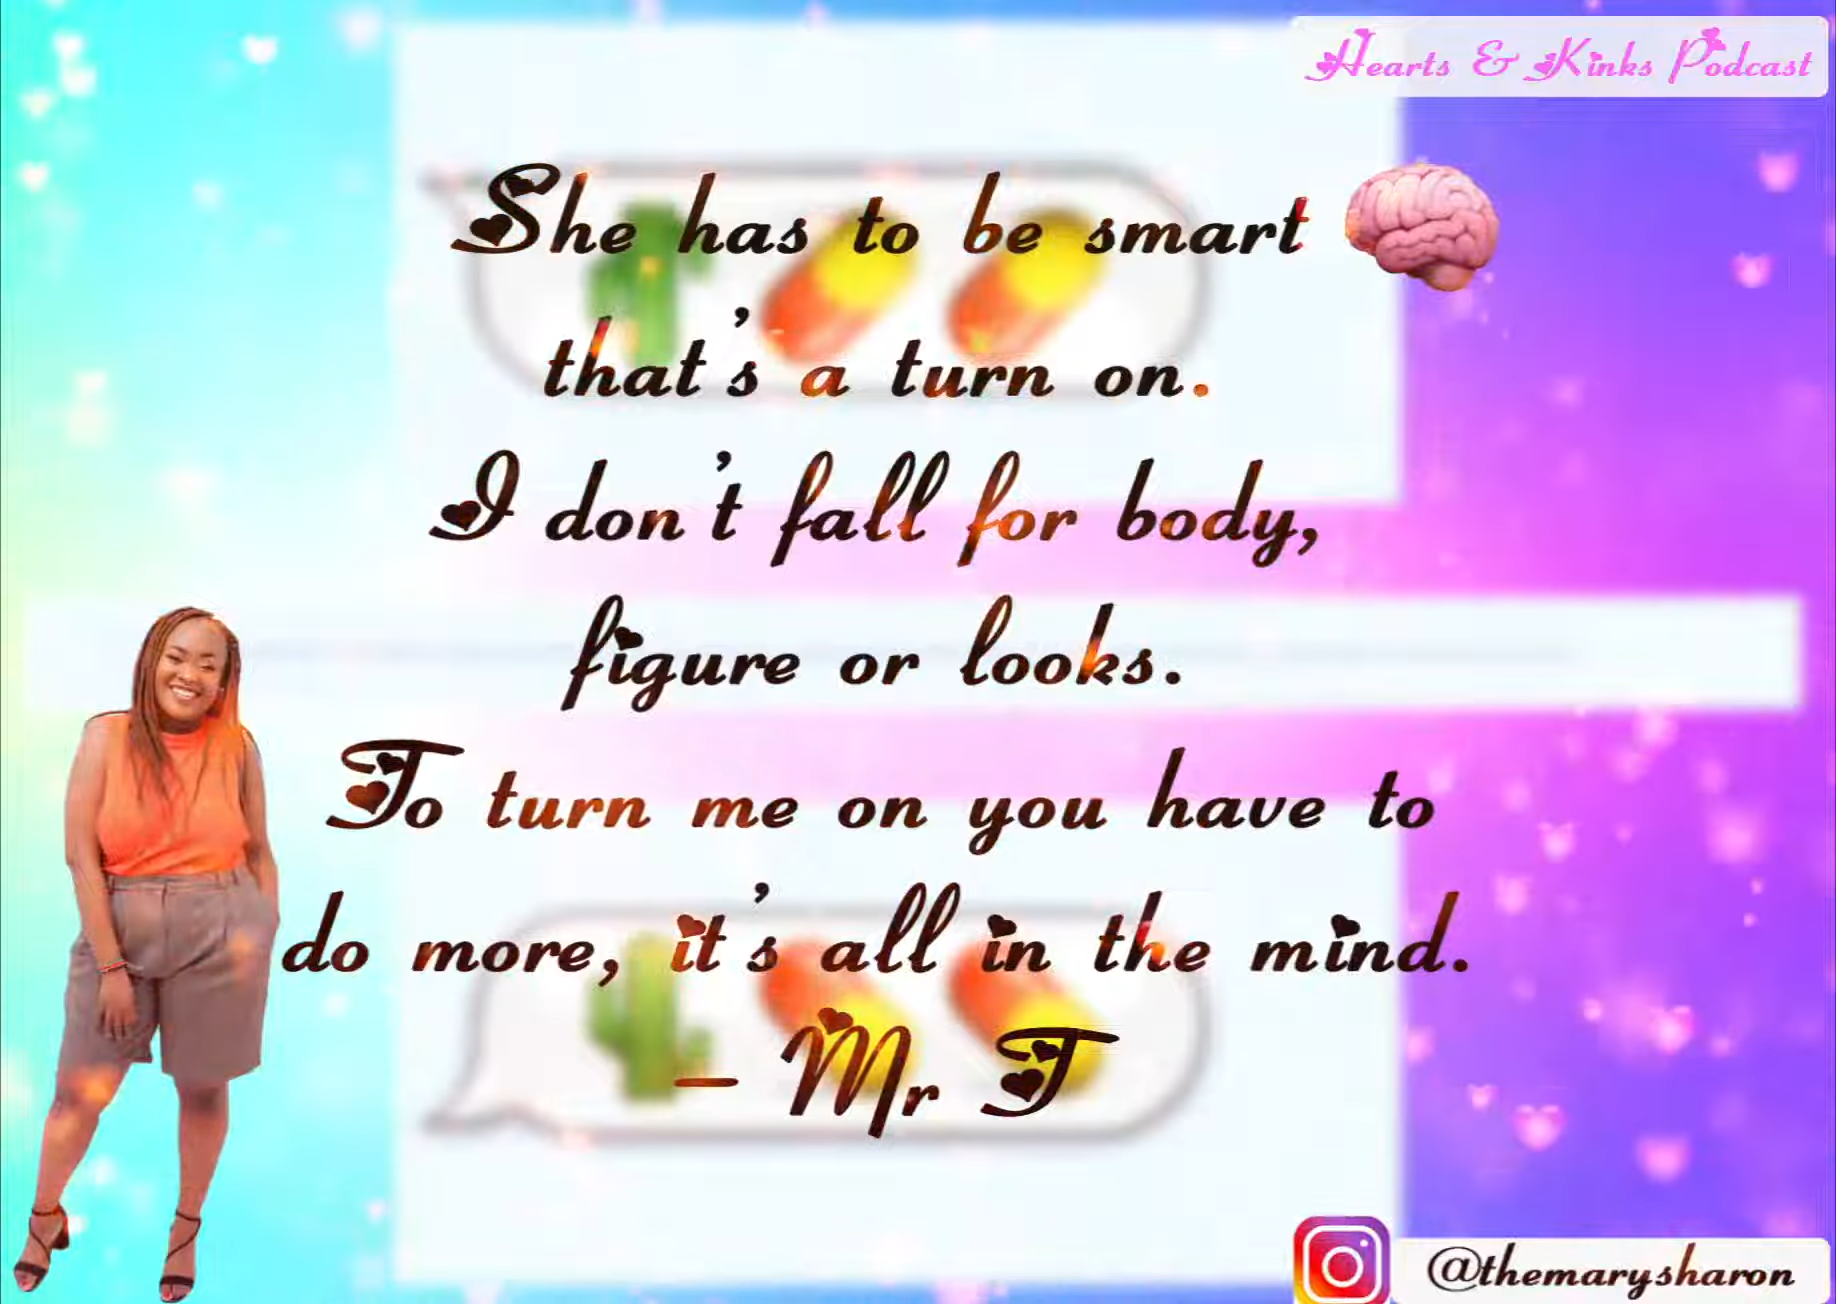 Hearts & Kinks Podcast
She has to be smart
that's a turn on.
I don't fall for body,
figure or looks.
To turn me on you have to
do more, it's all in the mind.
- Mr T
@themarysharon